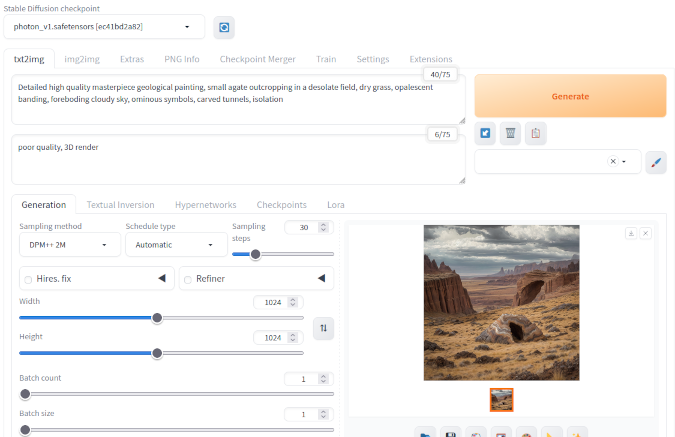 Stable Diffusion checkpoint
photon_v1.safetensors [ec41bd2a82]
txt2img img2img Extras PNG Info Checkpoint Merger Train Settings Extensions
40/75
Detailed high quality masterpiece geological painting, small agate outcropping in a desolate field, dry grass, opalescent
banding, foreboding cloudy sky, ominous symbols, carved tunnels, isolation
Generate
6/75
poor quality, 3D render
Generation Textual Inversion Hypernetworks Checkpoints Lora
Sampling method Schedule type Sampling steps 30
DPM++ 2M Automatic
Hires. fix Refiner
Width 1024
Height 1024
Batch count 1
Batch size 1